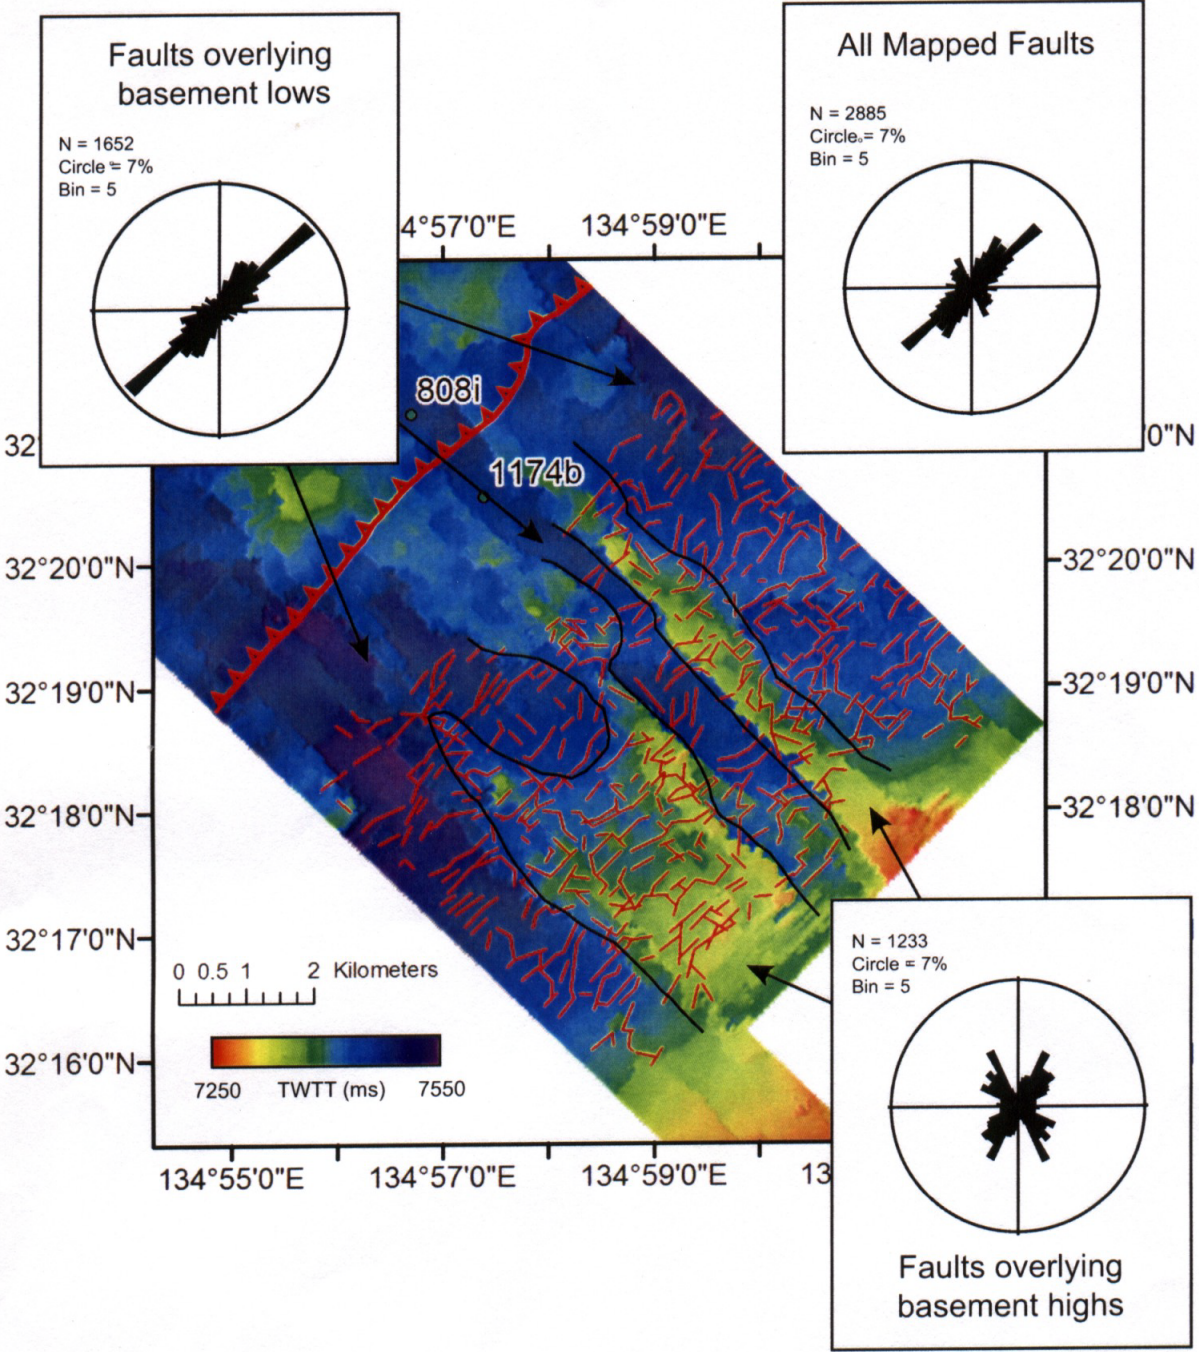 Faults overlying
basement lows
N = 1652
Circle = 7%
Bin = 5
All Mapped Faults
N = 2885
Circle = 7%
Bin = 5
4°57'0"E
134°59'0"E
808i
1174b
32°
0"N
32°20'0"N
32°20'0"N
32°19'0"N
32°19'0"N
32°18'0"N
32°18'0"N
32°17'0"N
32°16'0"N
0 0.5 1 2 Kilometers
7250 TWTT (ms) 7550
134°55'0"E
134°57'0"E
134°59'0"E
13
N = 1233
Circle = 7%
Bin = 5
Faults overlying
basement highs